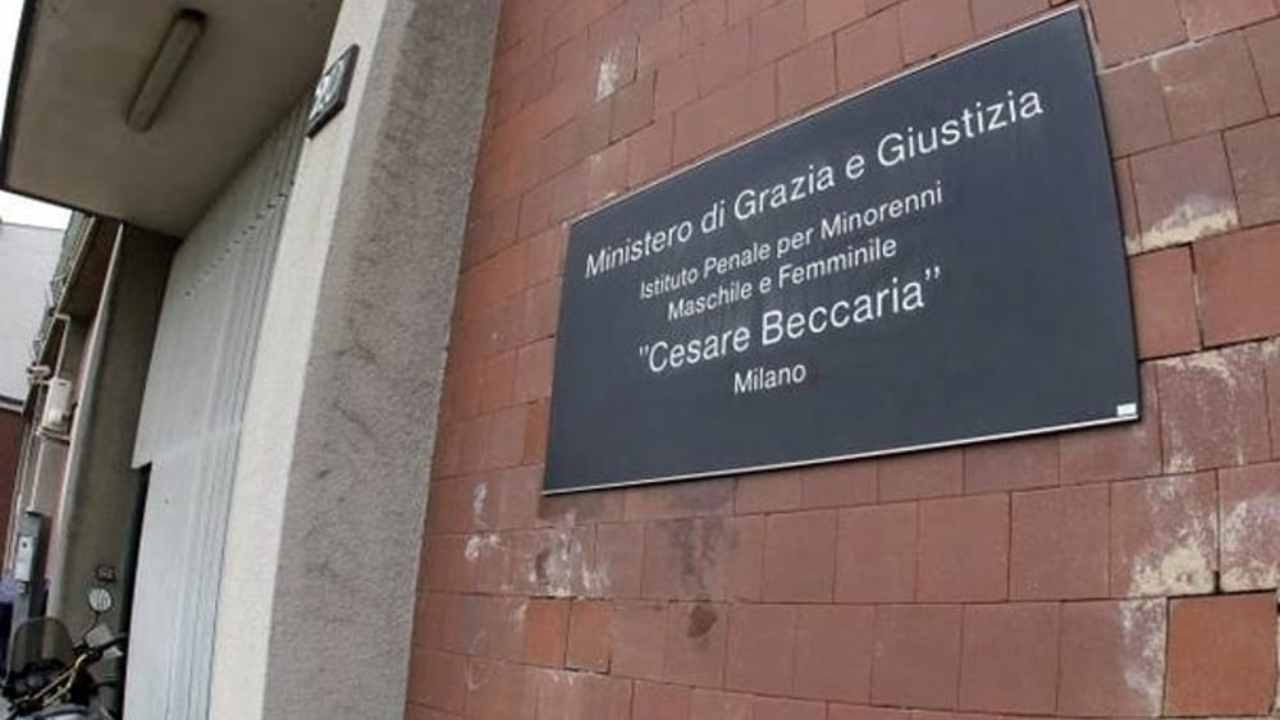 Ministero di Grazia e Giustizia
Istituto Penale per Minorenni
Maschile e Femminile
"Cesare Beccaria”
Milano